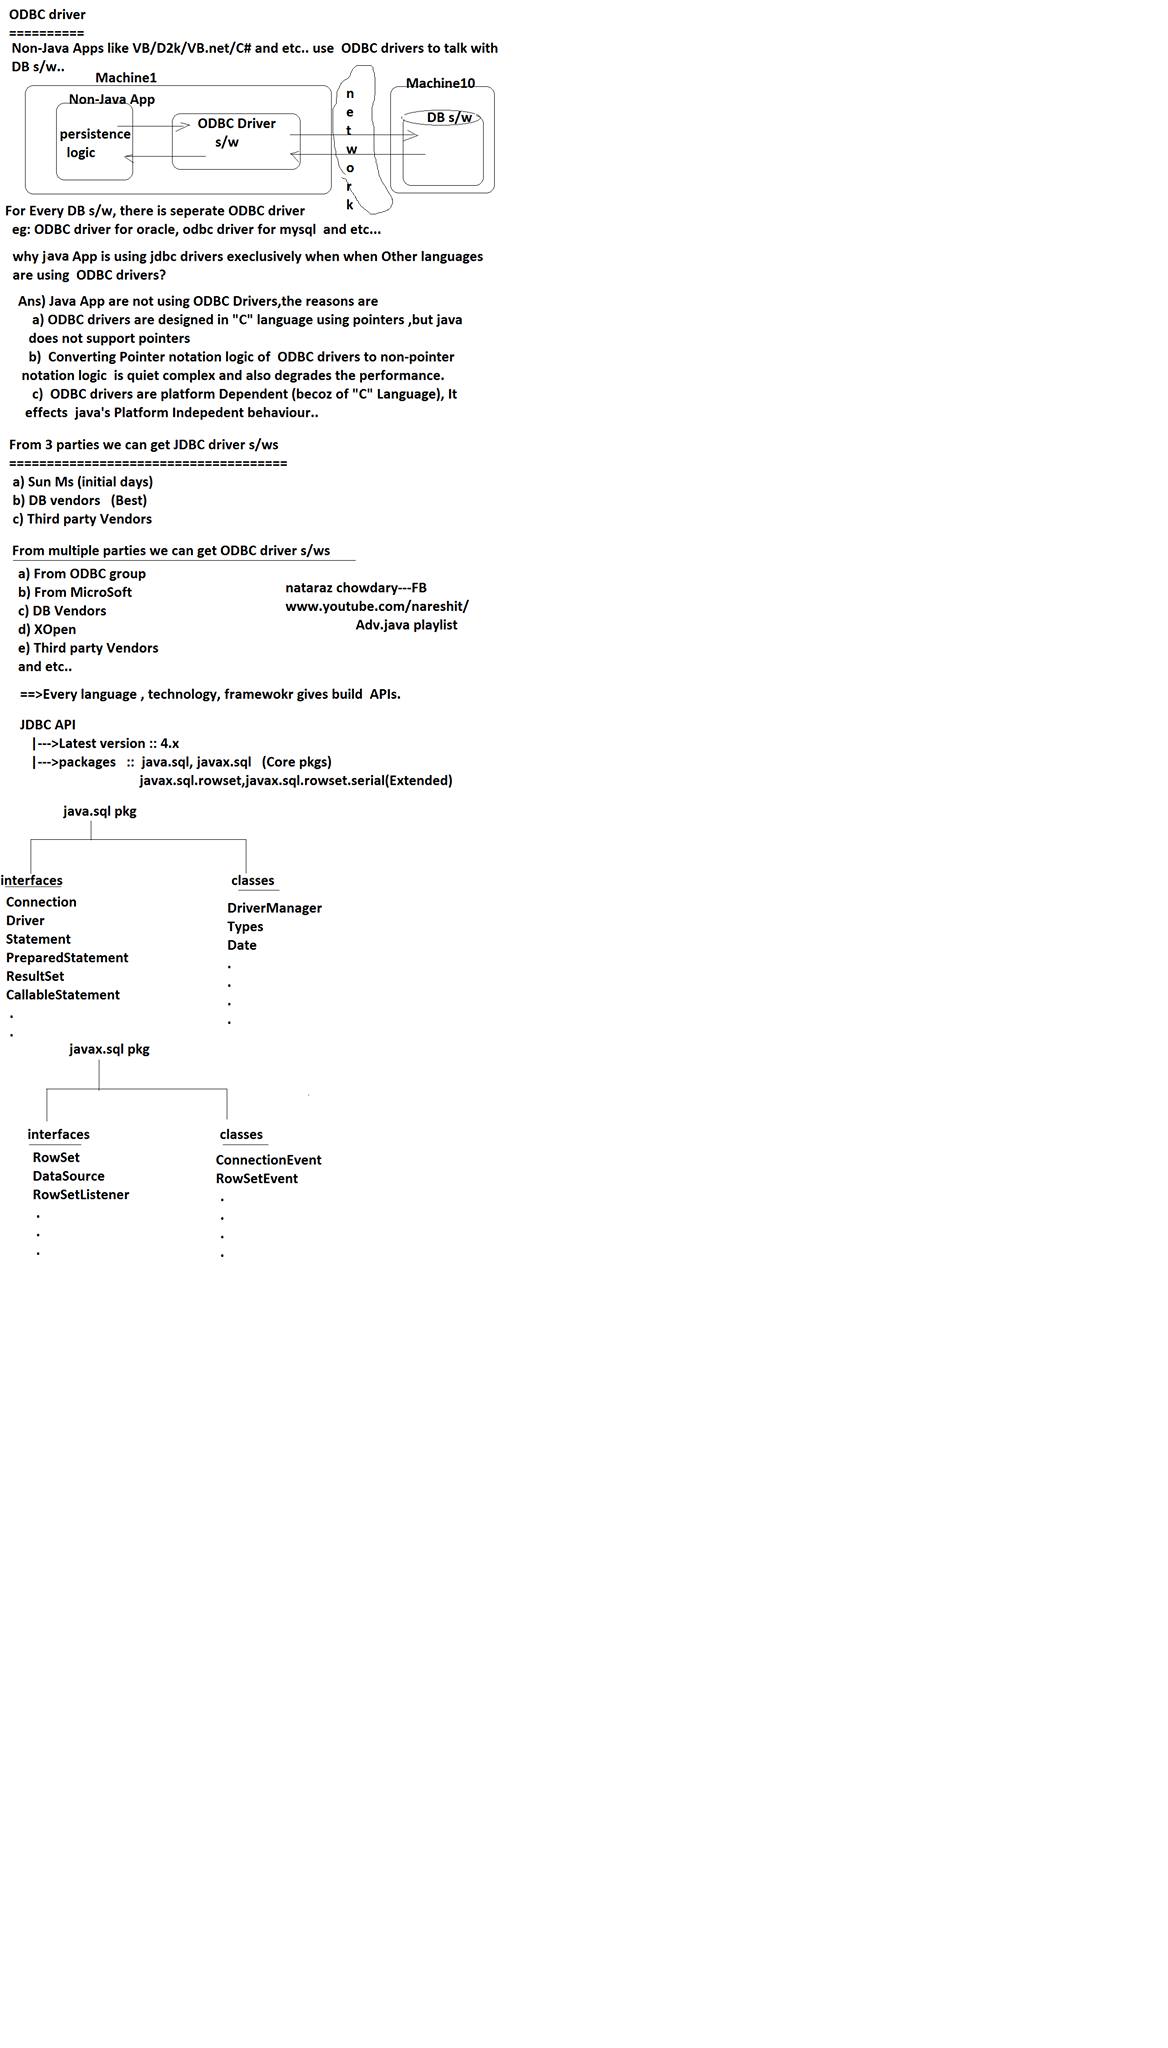 ODBC driver
==========
Non-Java Apps like VB/D2k/VB.net/C# and etc.. use  ODBC drivers to talk with
DB s/w..
Machine1
Machine10
Non-Java App
persistence
logic
ODBC Driver
s/w
n
e
t
w
o
r
k
DB s/w
For Every DB s/w, there is seperate ODBC driver
eg: ODBC driver for oracle, odbc driver for mysql  and etc...
why java App is using jdbc drivers execlusively when when Other languages
are using  ODBC drivers?
Ans) Java App are not using ODBC Drivers,the reasons are
a) ODBC drivers are designed in "C" language using pointers ,but java
does not support pointers
b)  Converting Pointer notation logic of  ODBC drivers to non-pointer
notation logic  is quiet complex and also degrades the performance.
c)  ODBC drivers are platform Dependent (becoz of "C" Language), It
effects  java's Platform Indepedent behaviour..
From 3 parties we can get JDBC driver s/ws
=====================================
a) Sun Ms (initial days)
b) DB vendors   (Best)
c) Third party Vendors
From multiple parties we can get ODBC driver s/ws
a) From ODBC group
b) From MicroSoft
c) DB Vendors
d) XOpen
e) Third party Vendors
and etc..
nataraz chowdary---FB
www.youtube.com/nareshit/
Adv.java playlist
==>Every language , technology, framewokr gives build  APIs.
JDBC API
|--->Latest version :: 4.x
|--->packages   ::  java.sql, javax.sql   (Core pkgs)
javax.sql.rowset,javax.sql.rowset.serial(Extended)
java.sql pkg
interfaces
Connection
Driver
Statement
PreparedStatement
ResultSet
CallableStatement
.
.
classes
DriverManager
Types
Date
.
.
.
.
javax.sql pkg
interfaces
RowSet
DataSource
RowSetListener
.
.
.
classes
ConnectionEvent
RowSetEvent
.
.
.
.